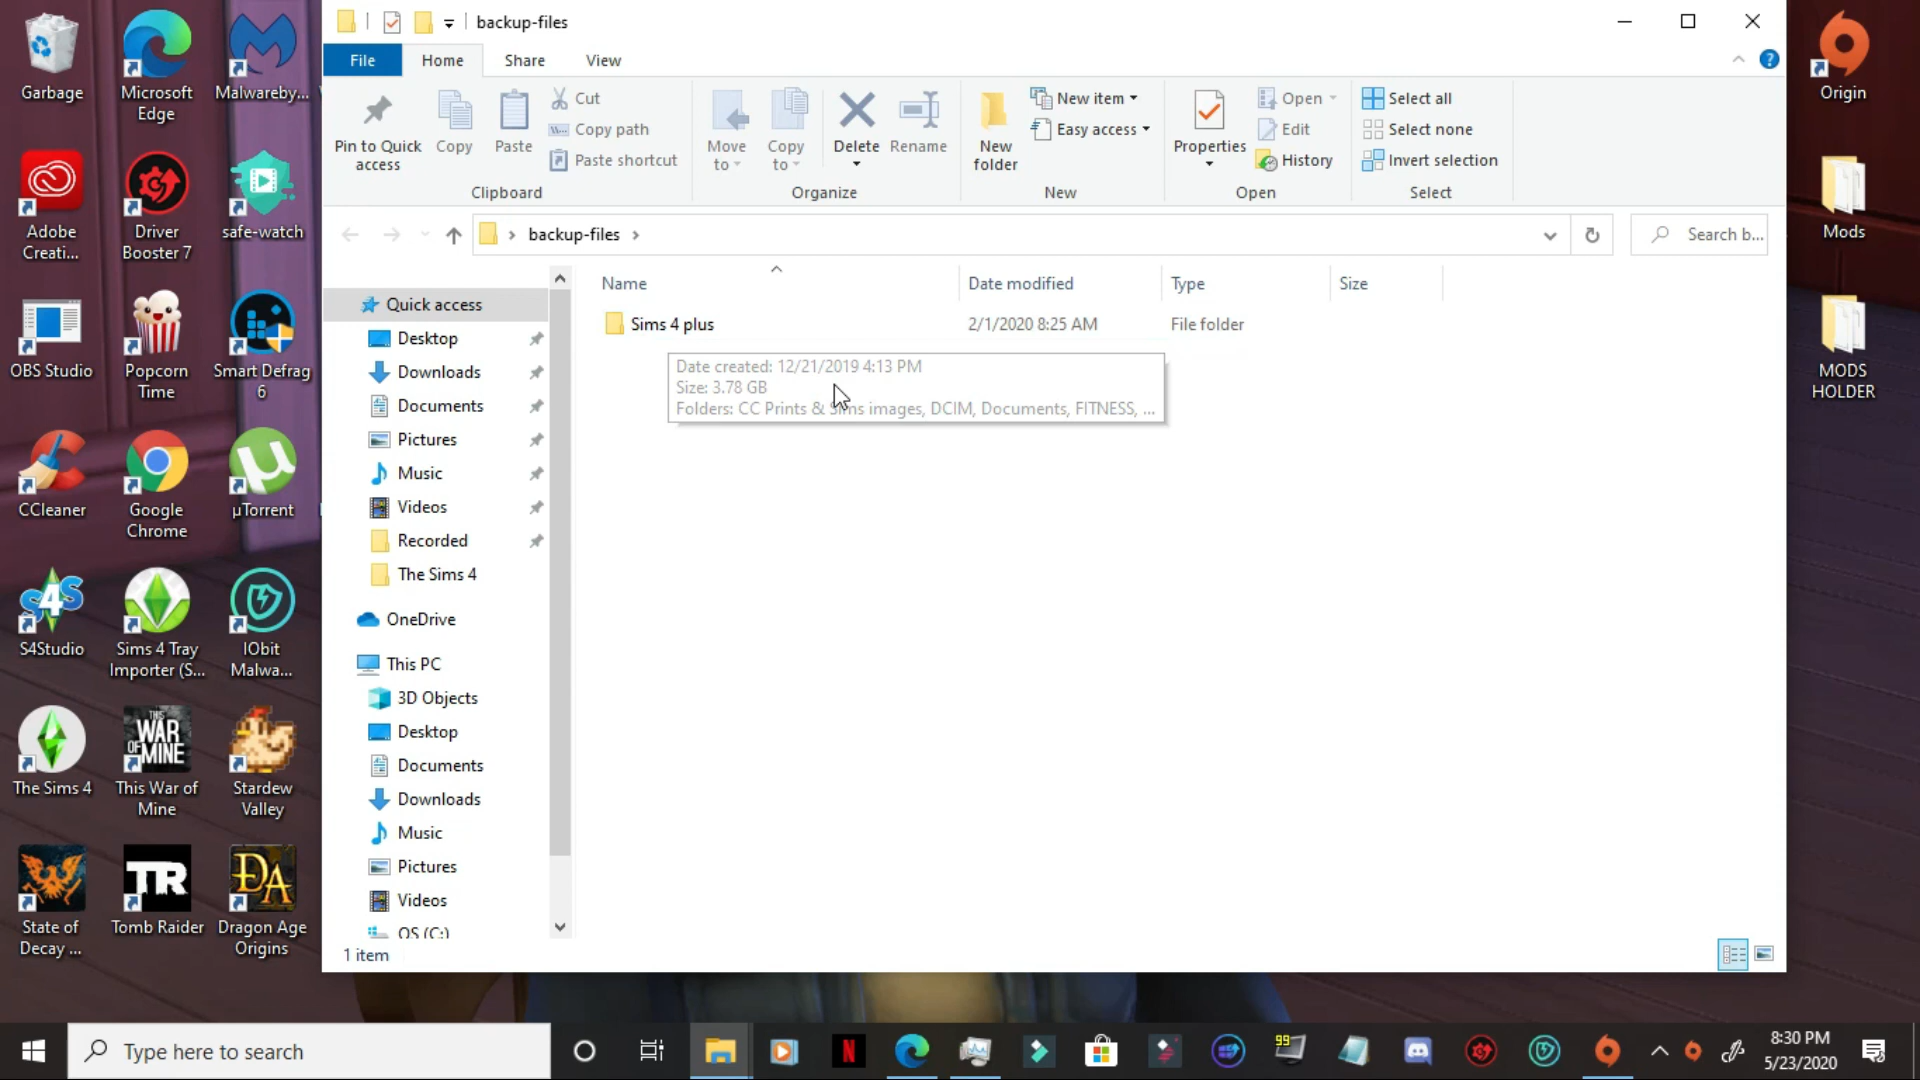 backup-files
File
Home
Share
View
Pin to Quick
access
Copy
Paste
Cut
Copy path
Paste shortcut
Clipboard
Move
to
Copy
to
Delete
Rename
Organize
New
folder
New item
Easy access
New
Properties
Open
Edit
History
Open
Select all
Select none
Invert selection
Select
backup-files
Search b...
Name
Date modified
Type
Size
Sims 4 plus
2/1/2020 8:25 AM
File folder
Date created: 12/21/2019 4:13 PM
Size: 3.78 GB
Folders: CC Prints & Sims images, DCIM, Documents, FITNESS, ...
Quick access
Desktop
Downloads
Documents
Pictures
Music
Videos
Recorded
The Sims 4
OneDrive
This PC
3D Objects
Desktop
Documents
Downloads
Music
Pictures
Videos
OS (C:)
1 item
Garbage
Microsoft
Edge
Malwareby...
Adobe
Creati...
Driver
Booster 7
safe-watch
OBS Studio
Popcorn
Time
Smart Defrag
6
CCleaner
Google
Chrome
µTorrent
S4Studio
Sims 4 Tray
Importer (S...
IObit
Malwa...
The Sims 4
THIS
WAR
OF MINE
This War of
Mine
Stardew
Valley
State of
Decay ...
TR
Tomb Raider
DA
Dragon Age
Origins
Origin
Mods
MODS
HOLDER
Type here to search
99
8:30 PM
5/23/2020